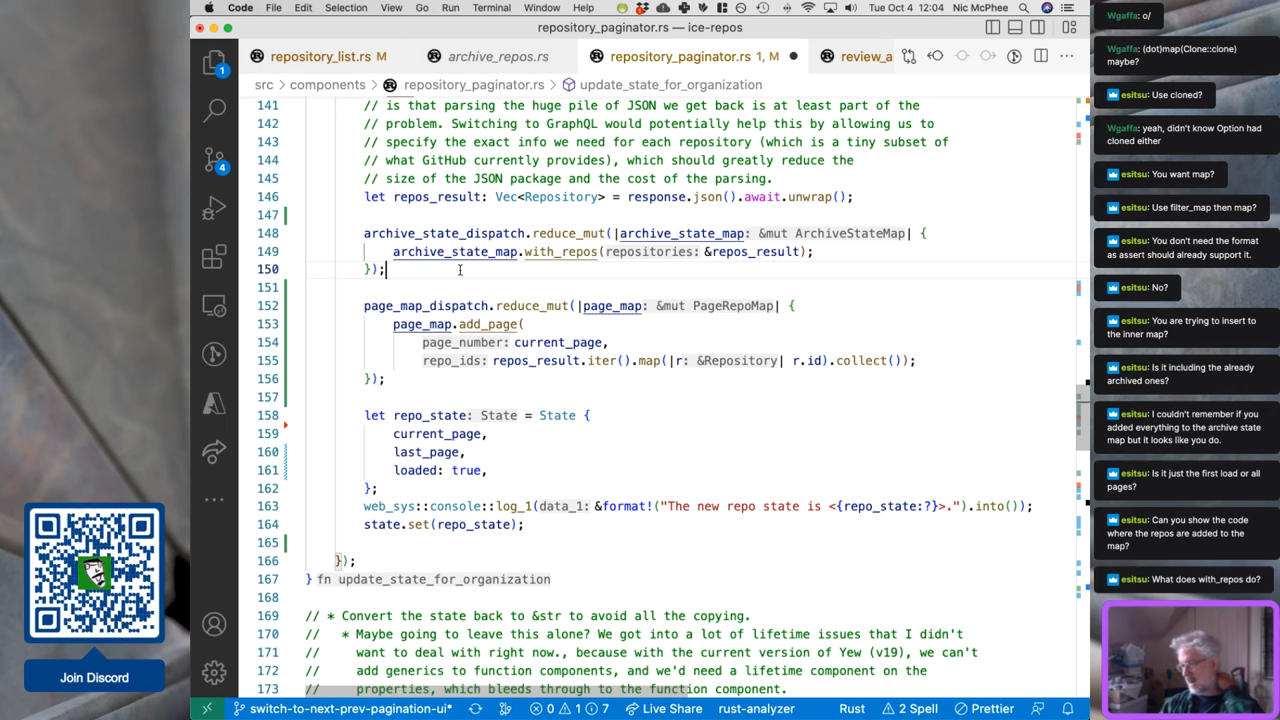 Code File Edit Selection View Go Run Terminal Window Help Tue Oct 4 12:04 Nic McPhee
repository_paginator.rs — ice-repos
repository_list.rs M archive_repos.rs repository_paginator.rs 1, M review_a
src > components > repository_paginator.rs > update_state_for_organization
141 // is that parsing the huge pile of JSON we get back is at least part of the
142 // problem. Switching to GraphQL would potentially help this by allowing us to
143 // specify the exact info we need for each repository (which is a tiny subset of
144 // what GitHub currently provides), which should greatly reduce the
145 // size of the JSON package and the cost of the parsing.
146 let repos_result: Vec<Repository> = response.json().await.unwrap();
147
148 archive_state_dispatch.reduce_mut(|archive_state_map: &mut ArchiveStateMap| {
149 archive_state_map.with_repos(repositories: &repos_result);
150 });
151
152 page_map_dispatch.reduce_mut(|page_map: &mut PageRepoMap| {
153 page_map.add_page(
154 page_number: current_page,
155 repo_ids: repos_result.iter().map(|r: &Repository| r.id).collect());
156 });
157
158 let repo_state: State = State {
159 current_page,
160 last_page,
161 loaded: true,
162 };
163 web_sys::console::log_1(data_1: &format!("The new repo state is <{repo_state:?}>.").into());
164 state.set(repo_state);
165
166 });
167 } fn update_state_for_organization
168
169 // * Convert the state back to &str to avoid all the copying.
170 // * Maybe going to leave this alone? We got into a lot of lifetime issues that I didn't
171 // want to deal with right now., because with the current version of Yew (v19), we can't
172 // add generics to function components, and we'd need a lifetime component on the
173 // properties, which bleeds through to the function component.
1
4
switch-to-next-prev-pagination-ui* 0 1 7 Live Share rust-analyzer Rust 2 Spell Prettier
Join Discord
Wgaffa: o/
Wgaffa: (dot)map(Clone::clone)
maybe?
esitsu: Use cloned?
Wgaffa: yeah, didn't know Option had
cloned either
esitsu: You want map?
esitsu: Use filter_map then map?
esitsu: You don't need the format
as assert should already support it.
esitsu: No?
esitsu: You are trying to insert to
the inner map?
esitsu: Is it including the already
archived ones?
esitsu: I couldn't remember if you
added everything to the archive state
map but it looks like you do.
esitsu: Is it just the first load or all
pages?
esitsu: Can you show the code
where the repos are added to the
map?
esitsu: What does with_repos do?